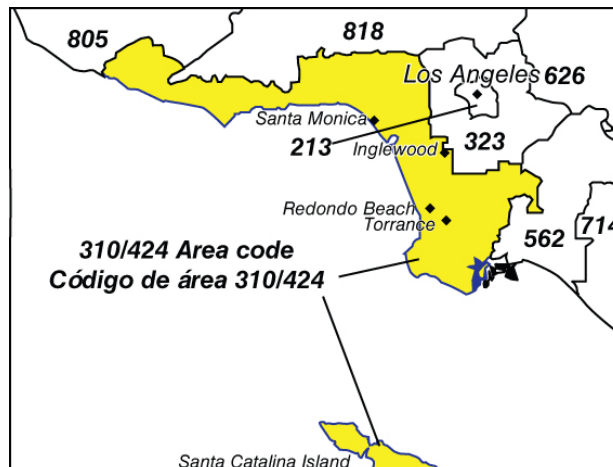 805
818
Los Angeles
626
Santa Monica
213
Inglewood
323
Redondo Beach
Torrance
310/424 Area code
Código de área 310/424
562
714
Santa Catalina Island